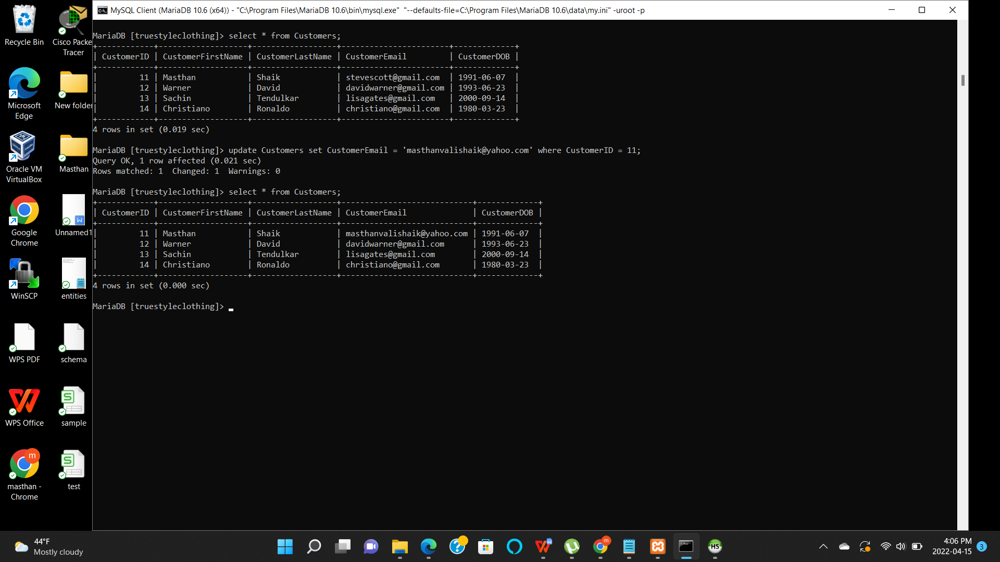 MySQL Client (MariaDB 10.6 (x64)) - "C:\Program Files\MariaDB 10.6\bin\mysql.exe"  "--defaults-file=C:\Program Files\MariaDB 10.6\data\my.ini" -uroot -p
MariaDB [truestyleclothing]> select * from Customers;
+------------+-------------------+------------------+-----------------------+-------------+
| CustomerID | CustomerFirstName | CustomerLastName | CustomerEmail         | CustomerDOB |
+------------+-------------------+------------------+-----------------------+-------------+
|         11 | Masthan           | Shaik            | stevescott@gmail.com  | 1991-06-07  |
|         12 | Warner            | David            | davidwarner@gmail.com | 1993-06-23  |
|         13 | Sachin            | Tendulkar        | lisagates@gmail.com   | 2000-09-14  |
|         14 | Christiano        | Ronaldo          | christiano@gmail.com  | 1980-03-23  |
+------------+-------------------+------------------+-----------------------+-------------+
4 rows in set (0.019 sec)
MariaDB [truestyleclothing]> update Customers set CustomerEmail = 'masthanvalishaik@yahoo.com' where CustomerID = 11;
Query OK, 1 row affected (0.021 sec)
Rows matched: 1  Changed: 1  Warnings: 0
MariaDB [truestyleclothing]> select * from Customers;
+------------+-------------------+------------------+----------------------------+-------------+
| CustomerID | CustomerFirstName | CustomerLastName | CustomerEmail              | CustomerDOB |
+------------+-------------------+------------------+----------------------------+-------------+
|         11 | Masthan           | Shaik            | masthanvalishaik@yahoo.com | 1991-06-07  |
|         12 | Warner            | David            | davidwarner@gmail.com      | 1993-06-23  |
|         13 | Sachin            | Tendulkar        | lisagates@gmail.com        | 2000-09-14  |
|         14 | Christiano        | Ronaldo          | christiano@gmail.com       | 1980-03-23  |
+------------+-------------------+------------------+----------------------------+-------------+
4 rows in set (0.000 sec)
MariaDB [truestyleclothing]>
Recycle Bin
Cisco Packe
Tracer
Microsoft
Edge
New folder
Oracle VM
VirtualBox
Masthan
Google
Chrome
W
Unnamed1
WinSCP
entities
WPS PDF
schema
WPS Office
S
sample
m
masthan -
Chrome
S
test
44°F
Mostly cloudy
m
HS
4:06 PM
2022-04-15
3